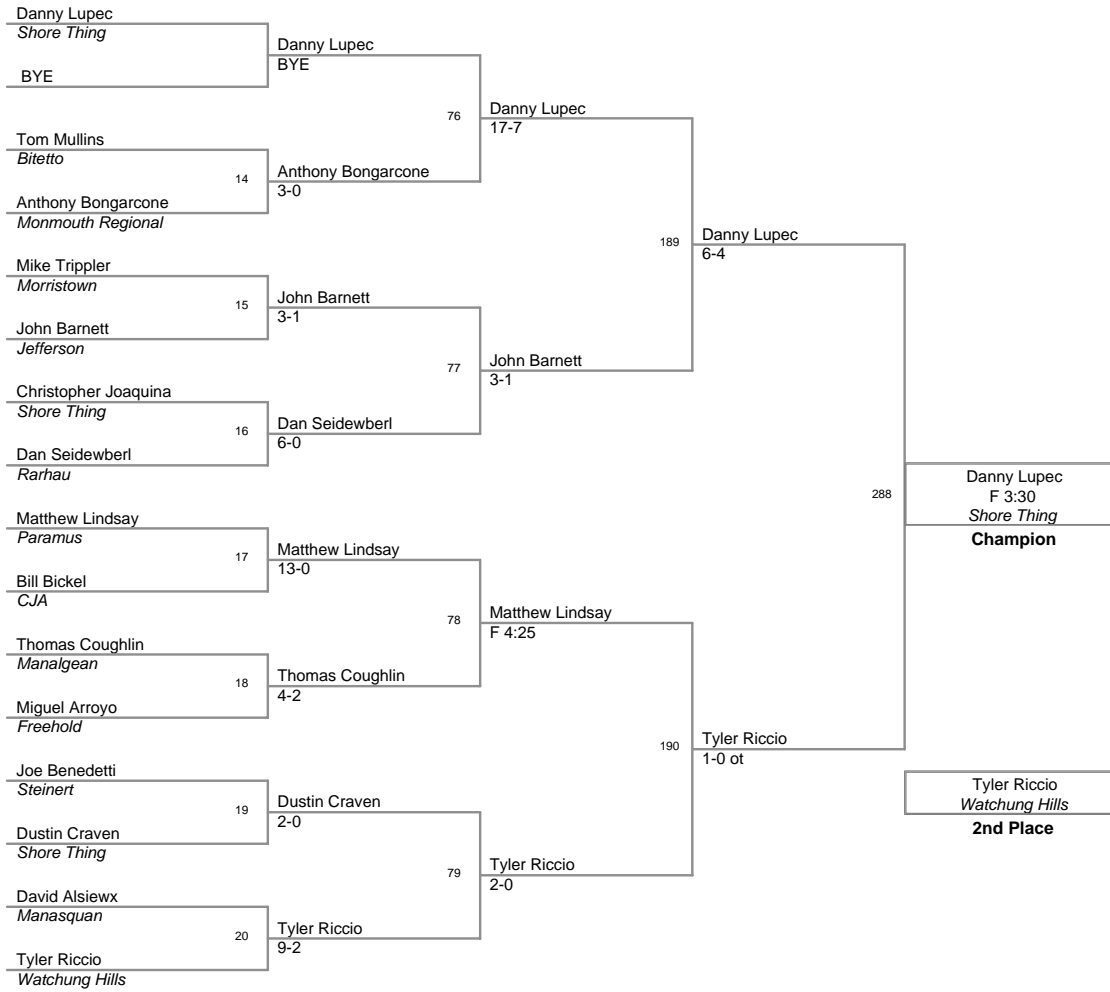 Danny Lupec
Shore Thing
BYE
Tom Mullins
Bitetto
14
Anthony Bongarcone
Monmouth Regional
Mike Trippler
Morristown
15
John Barnett
Jefferson
Christopher Joaquina
Shore Thing
16
Dan Seidewberl
Rarhau
Matthew Lindsay
Paramus
17
Bill Bickel
CJA
Thomas Coughlin
Manalgean
18
Miguel Arroyo
Freehold
Joe Benedetti
Steinert
19
Dustin Craven
Shore Thing
David Alsiewx
Manasquan
20
Tyler Riccio
Watchung Hills
Danny Lupec
BYE
76
Anthony Bongarcone
3-0
John Barnett
3-1
77
Dan Seidewberl
6-0
Matthew Lindsay
13-0
78
Thomas Coughlin
4-2
Dustin Craven
2-0
79
Tyler Riccio
9-2
Danny Lupec
17-7
189
John Barnett
3-1
Matthew Lindsay
F 4:25
190
Tyler Riccio
2-0
Danny Lupec
6-4
288
Tyler Riccio
1-0 ot
Danny Lupec
F 3:30
Shore Thing
Champion
Tyler Riccio
Watchung Hills
2nd Place